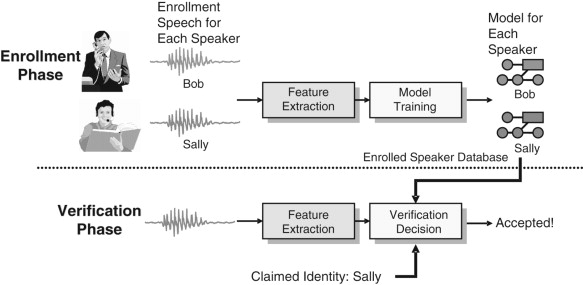 Enrollment
Speech for
Each Speaker
Model for
Each
Speaker
Enrollment
Phase
Bob
Bob
Feature
Extraction
Model
Training
Sally
Sally
Enrolled Speaker Database
Verification
Phase
Feature
Extraction
Verification
Decision
Accepted!
Claimed Identity: Sally